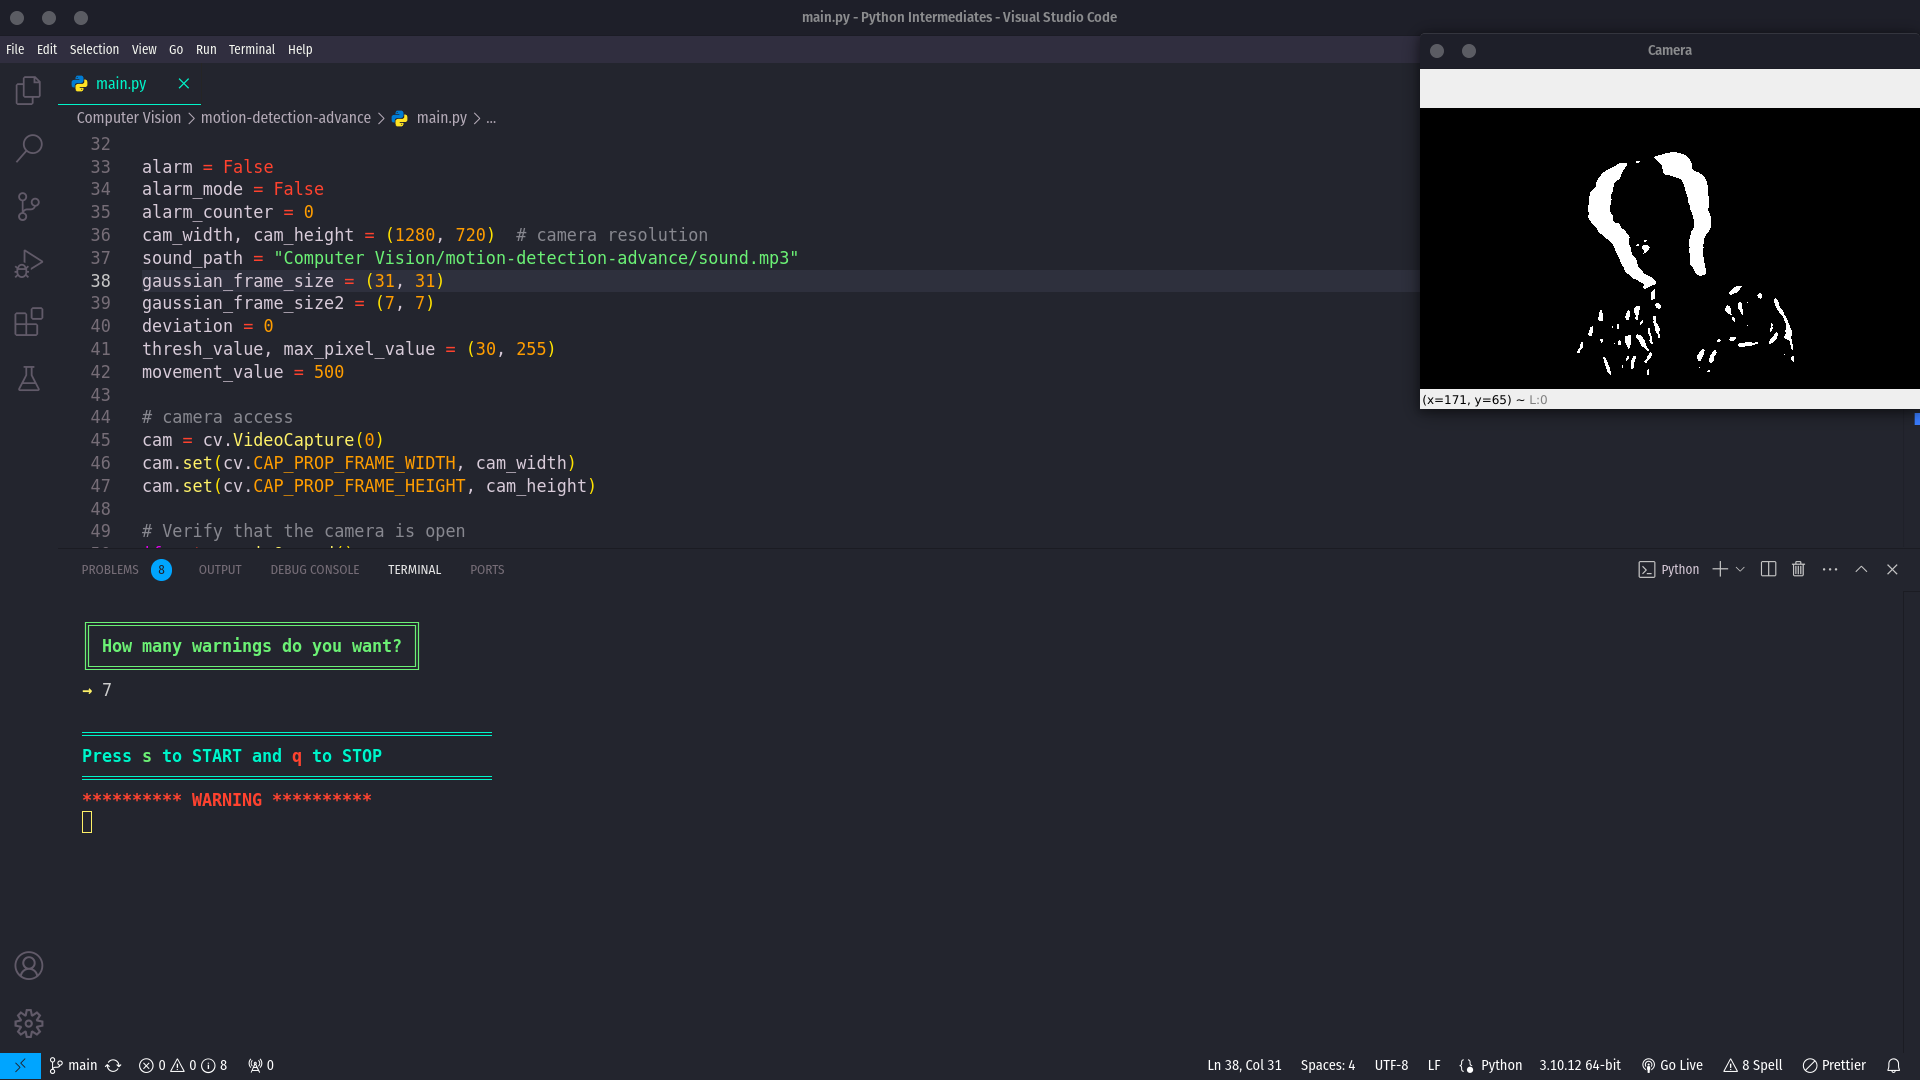 main.py - Python Intermediates - Visual Studio Code
File Edit Selection View Go Run Terminal Help
Camera
main.py
Computer Vision > motion-detection-advance > main.py > ...
32
33 alarm = False
34 alarm_mode = False
35 alarm_counter = 0
36 cam_width, cam_height = (1280, 720)  # camera resolution
37 sound_path = "Computer Vision/motion-detection-advance/sound.mp3"
38 gaussian_frame_size = (31, 31)
39 gaussian_frame_size2 = (7, 7)
40 deviation = 0
41 thresh_value, max_pixel_value = (30, 255)
42 movement_value = 500
43
44 # camera access
45 cam = cv.VideoCapture(0)
46 cam.set(cv.CAP_PROP_FRAME_WIDTH, cam_width)
47 cam.set(cv.CAP_PROP_FRAME_HEIGHT, cam_height)
48
49 # Verify that the camera is open
(x=171, y=65) ~ L:0
PROBLEMS 8 OUTPUT DEBUG CONSOLE TERMINAL PORTS
Python
How many warnings do you want?
→ 7
Press s to START and q to STOP
********** WARNING **********
main 0 0 8 0
Ln 38, Col 31 Spaces: 4 UTF-8 LF Python 3.10.12 64-bit Go Live 8 Spell Prettier